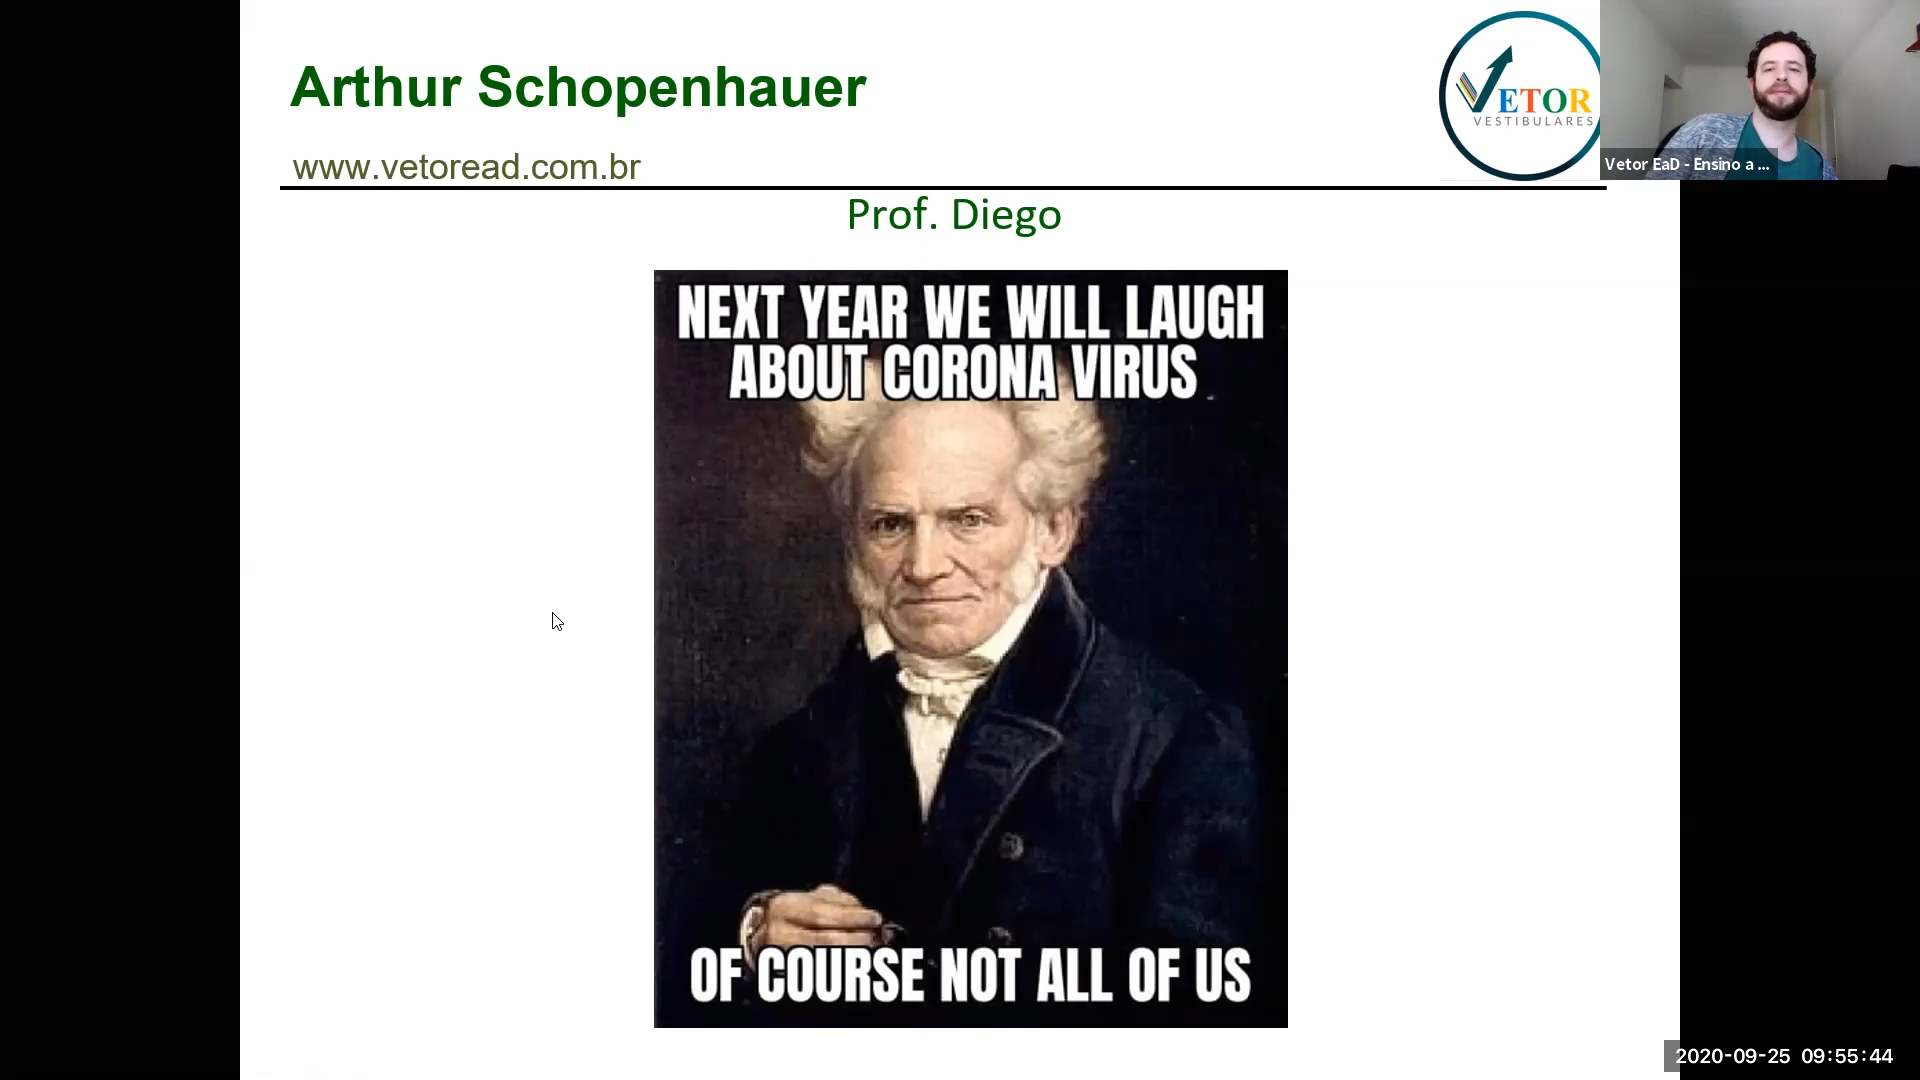 Arthur Schopenhauer
www.vetoread.com.br
VETOR
VESTIBULARES
Vetor EaD - Ensino a ...
Prof. Diego
NEXT YEAR WE WILL LAUGH
ABOUT CORONA VIRUS
OF COURSE NOT ALL OF US
2020-09-25 09:55:44